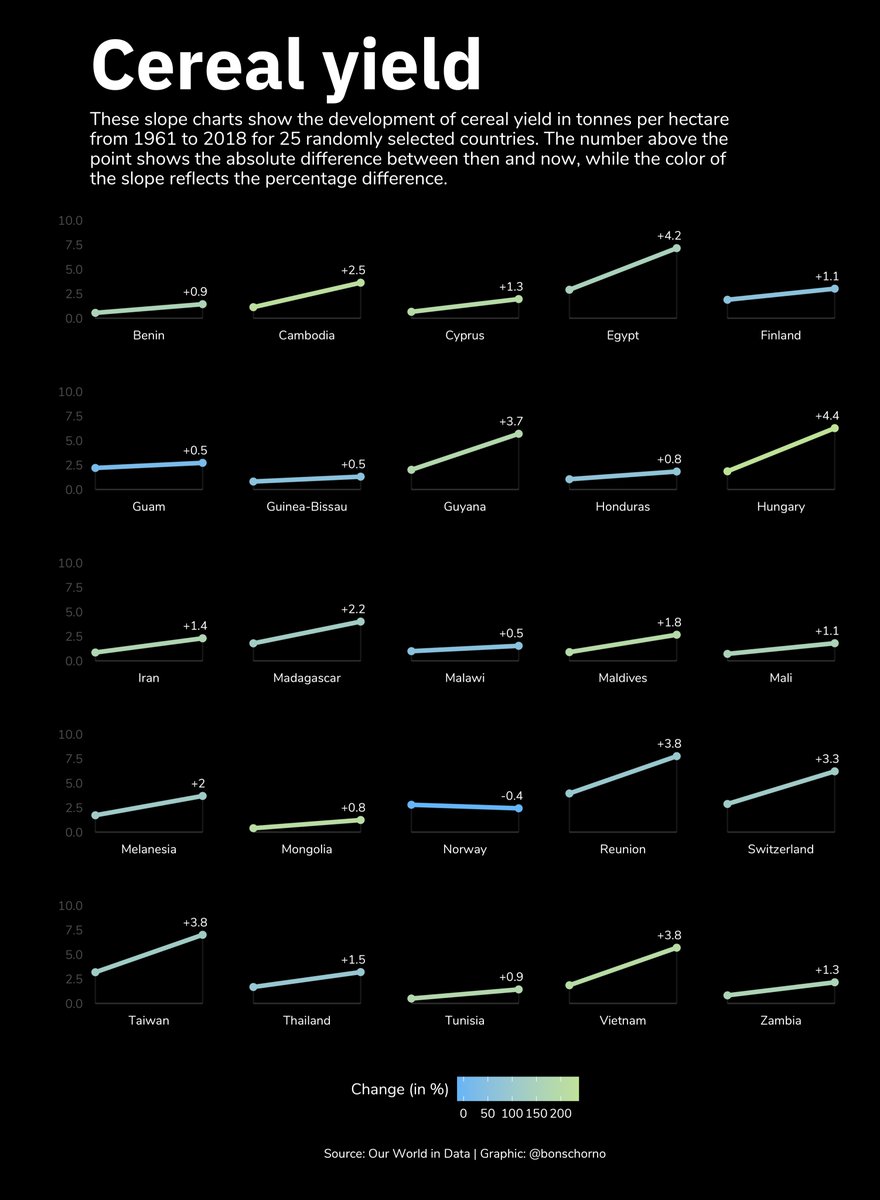 Cereal yield
These slope charts show the development of cereal yield in tonnes per hectare
from 1961 to 2018 for 25 randomly selected countries. The number above the
point shows the absolute difference between then and now, while the color of
the slope reflects the percentage difference.
10.0
7.5
5.0
2.5
0.0
+0.9
+2.5
+1.3
+4.2
+1.1
Benin
Cambodia
Cyprus
Egypt
Finland
10.0
7.5
5.0
2.5
0.0
+0.5
+0.5
+3.7
+0.8
+4.4
Guam
Guinea-Bissau
Guyana
Honduras
Hungary
10.0
7.5
5.0
2.5
0.0
+1.4
+2.2
+0.5
+1.8
+1.1
Iran
Madagascar
Malawi
Maldives
Mali
10.0
7.5
5.0
2.5
0.0
+2
+0.8
-0.4
+3.8
+3.3
Melanesia
Mongolia
Norway
Reunion
Switzerland
10.0
7.5
5.0
2.5
0.0
+3.8
+1.5
+0.9
+3.8
+1.3
Taiwan
Thailand
Tunisia
Vietnam
Zambia
Change (in %)
0 50 100 150 200
Source: Our World in Data | Graphic: @bonschorno